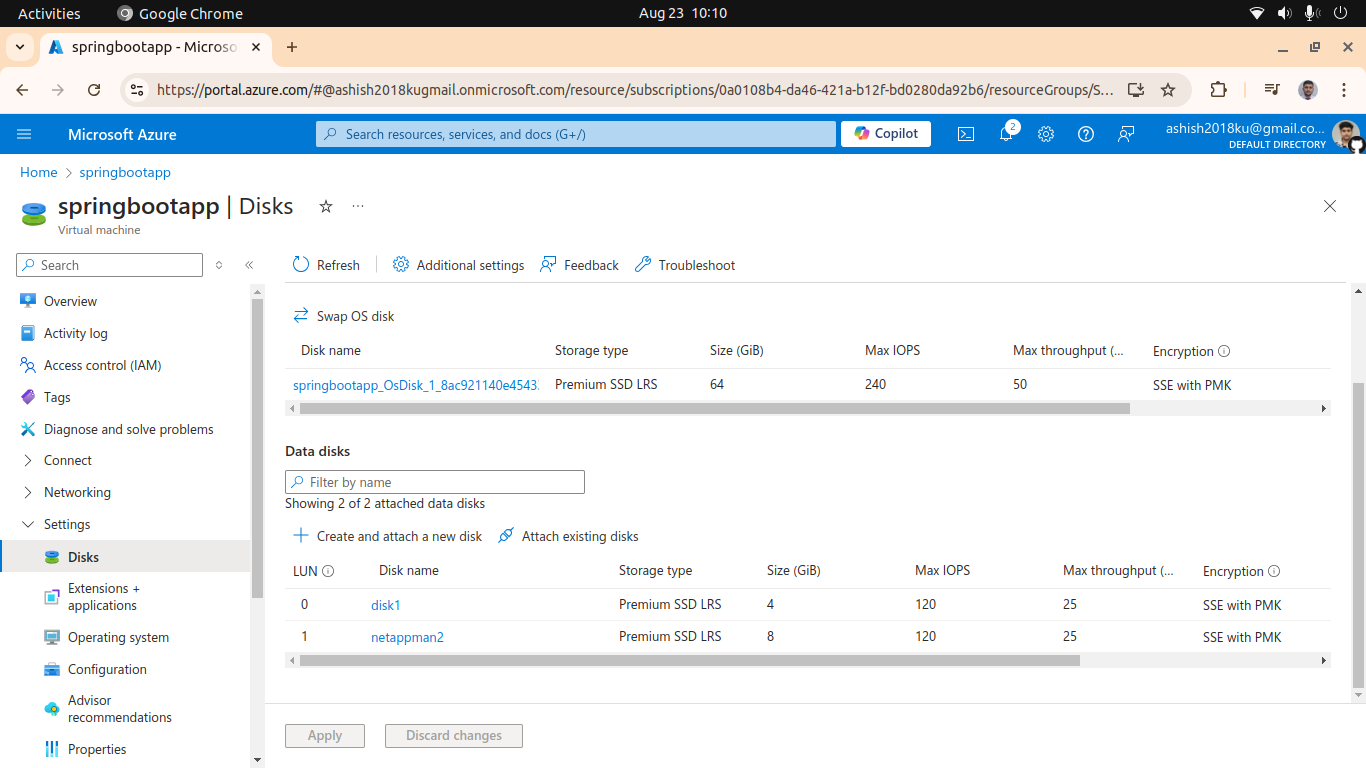 Activities Google Chrome Aug 23 10:10
springbootapp - Microso
https://portal.azure.com/#@ashish2018kugmail.onmicrosoft.com/resource/subscriptions/0a0108b4-da46-421a-b12f-bd0280da92b6/resourceGroups/S...
Microsoft Azure Search resources, services, and docs (G+/) Copilot 2 ashish2018ku@gmail.co...
DEFAULT DIRECTORY
Home > springbootapp
springbootapp | Disks
Virtual machine
Search
Overview
Activity log
Access control (IAM)
Tags
Diagnose and solve problems
Connect
Networking
Settings
Disks
Extensions +
applications
Operating system
Configuration
Advisor
recommendations
Properties
Refresh Additional settings Feedback Troubleshoot
Swap OS disk
Disk name Storage type Size (GiB) Max IOPS Max throughput (... Encryption
springbootapp_OsDisk_1_8ac921140e4543. Premium SSD LRS 64 240 50 SSE with PMK
Data disks
Filter by name
Showing 2 of 2 attached data disks
Create and attach a new disk Attach existing disks
LUN Disk name Storage type Size (GiB) Max IOPS Max throughput (... Encryption
0 disk1 Premium SSD LRS 4 120 25 SSE with PMK
1 netappman2 Premium SSD LRS 8 120 25 SSE with PMK
Apply Discard changes